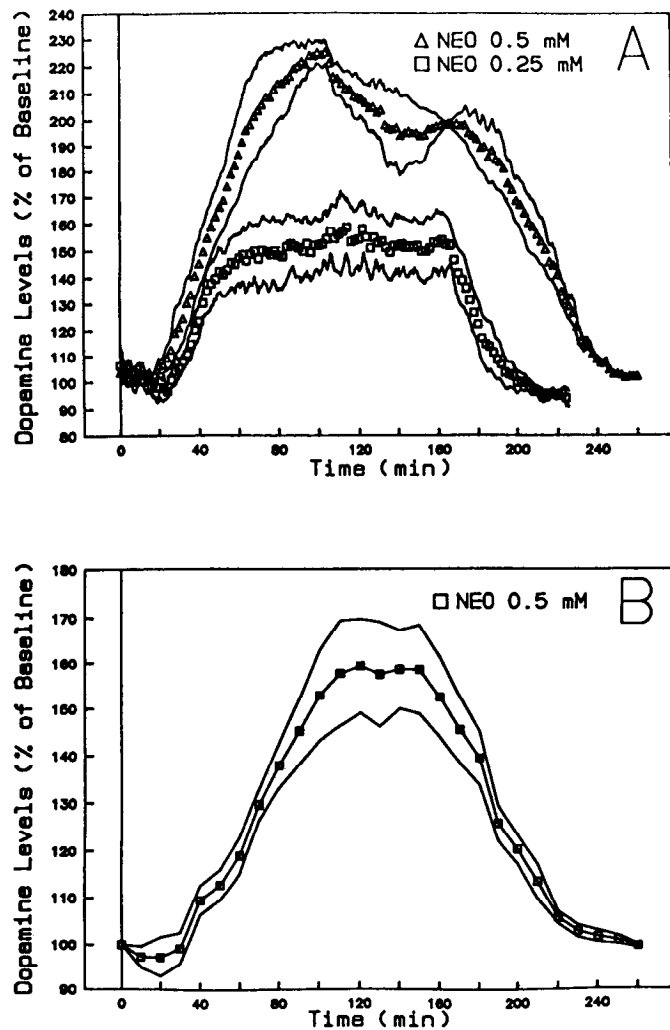 △ NEO 0.5 mM
□ NEO 0.25 mM
A
Dopamine Levels (% of Baseline)
230
220
210
200
190
180
170
160
150
140
130
120
110
100
90
80
0 40 80 120 160 200 240
Time (min)
□ NEO 0.5 mM
B
Dopamine Levels (% of Baseline)
180
170
160
150
140
130
120
110
100
90
0 40 80 120 160 200 240
Time (min)